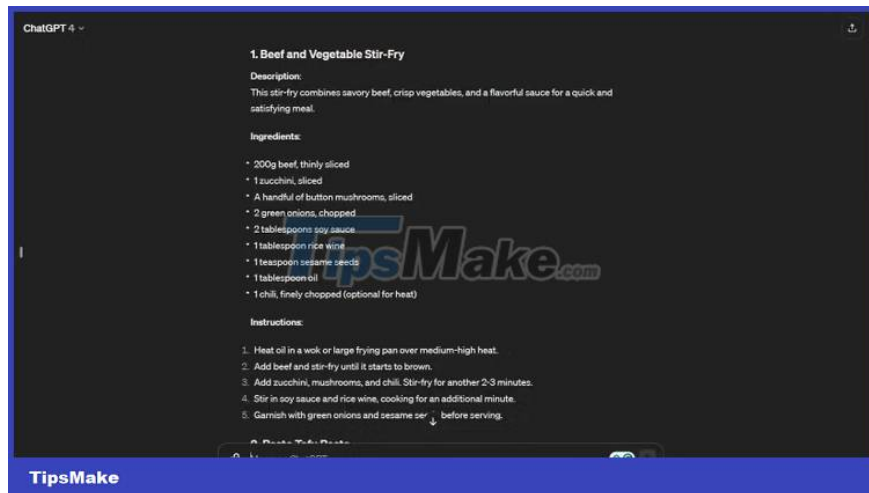 ChatGPT 4
1. Beef and Vegetable Stir-Fry
Description:
This stir-fry combines savory beef, crisp vegetables, and a flavorful sauce for a quick and
satisfying meal.
Ingredients:
• 200g beef, thinly sliced
• 1 zucchini, sliced
• A handful of button mushrooms, sliced
• 2 green onions, chopped
• 2 tablespoons soy sauce
• 1 tablespoon rice wine
• 1 teaspoon sesame seeds
• 1 tablespoon oil
• 1 chili, finely chopped (optional for heat)
TipsMake.com
Instructions:
1. Heat oil in a wok or large frying pan over medium-high heat.
2. Add beef and stir-fry until it starts to brown.
3. Add zucchini, mushrooms, and chili. Stir-fry for another 2-3 minutes.
4. Stir in soy sauce and rice wine, cooking for an additional minute.
5. Garnish with green onions and sesame before serving.
TipsMake